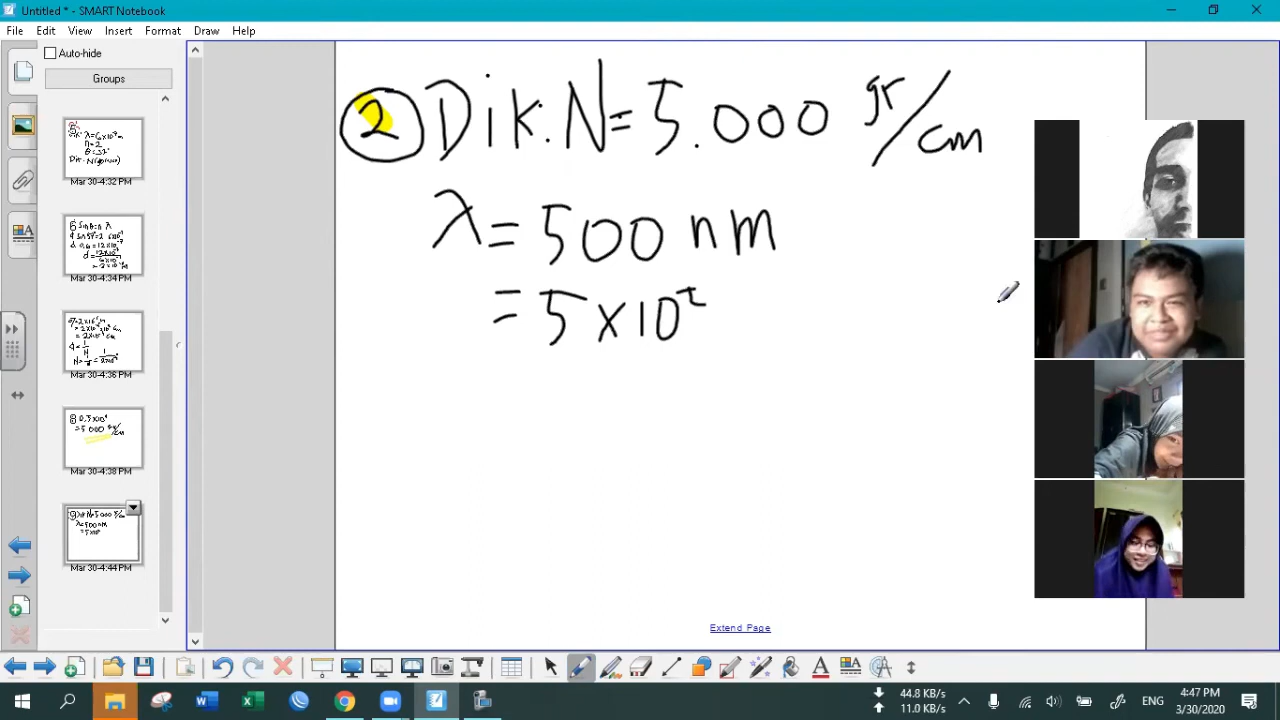 Untitled * - SMART Notebook
File Edit View Insert Format Draw Help
Auto-hide
Groups
Mar 30-4:32 PM
Mar 30-4:34 PM
Mar 30-4:36 PM
Mar 30-4:38 PM
Mar 30-4:44 PM
2 Dik. N = 5.000 gr/cm
λ = 500 nm
= 5 x 10²
Extend Page
44.8 KB/s
11.0 KB/s
ENG
4:47 PM
3/30/2020